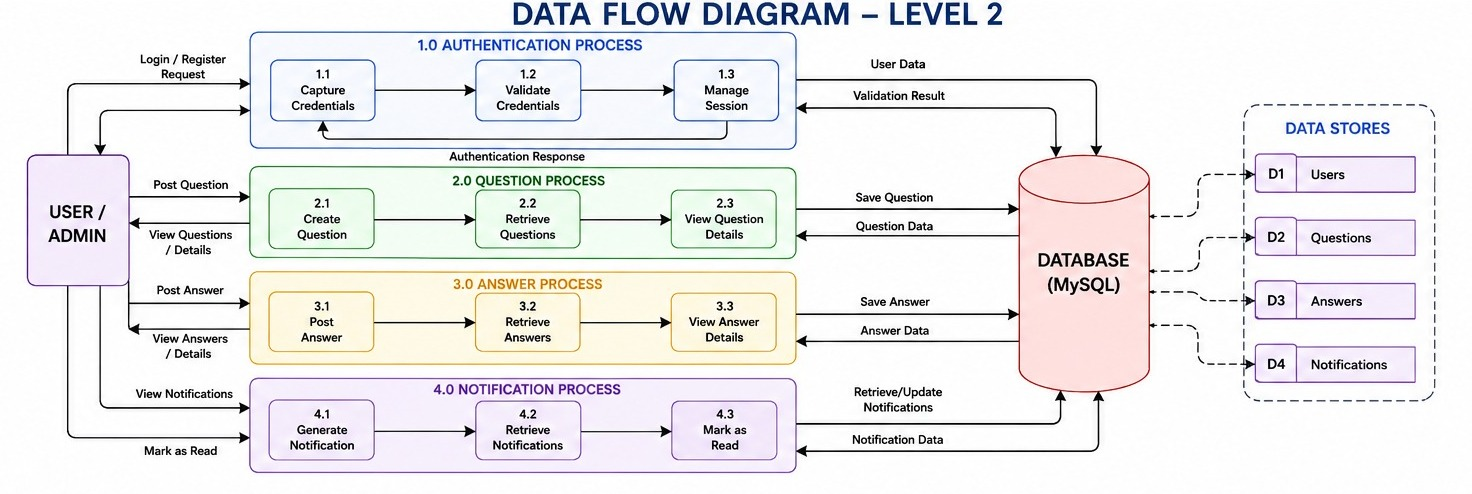 DATA FLOW DIAGRAM – LEVEL 2
1.0 AUTHENTICATION PROCESS
Login / Register
Request
1.1
Capture
Credentials
1.2
Validate
Credentials
1.3
Manage
Session
User Data
Validation Result
Authentication Response
USER /
ADMIN
2.0 QUESTION PROCESS
Post Question
View Questions
/ Details
2.1
Create
Question
2.2
Retrieve
Questions
2.3
View Question
Details
Save Question
Question Data
3.0 ANSWER PROCESS
Post Answer
View Answers
/ Details
3.1
Post
Answer
3.2
Retrieve
Answers
3.3
View Answer
Details
Save Answer
Answer Data
4.0 NOTIFICATION PROCESS
View Notifications
Mark as Read
4.1
Generate
Notification
4.2
Retrieve
Notifications
4.3
Mark as
Read
Retrieve/Update
Notifications
Notification Data
DATABASE
(MySQL)
DATA STORES
D1 Users
D2 Questions
D3 Answers
D4 Notifications